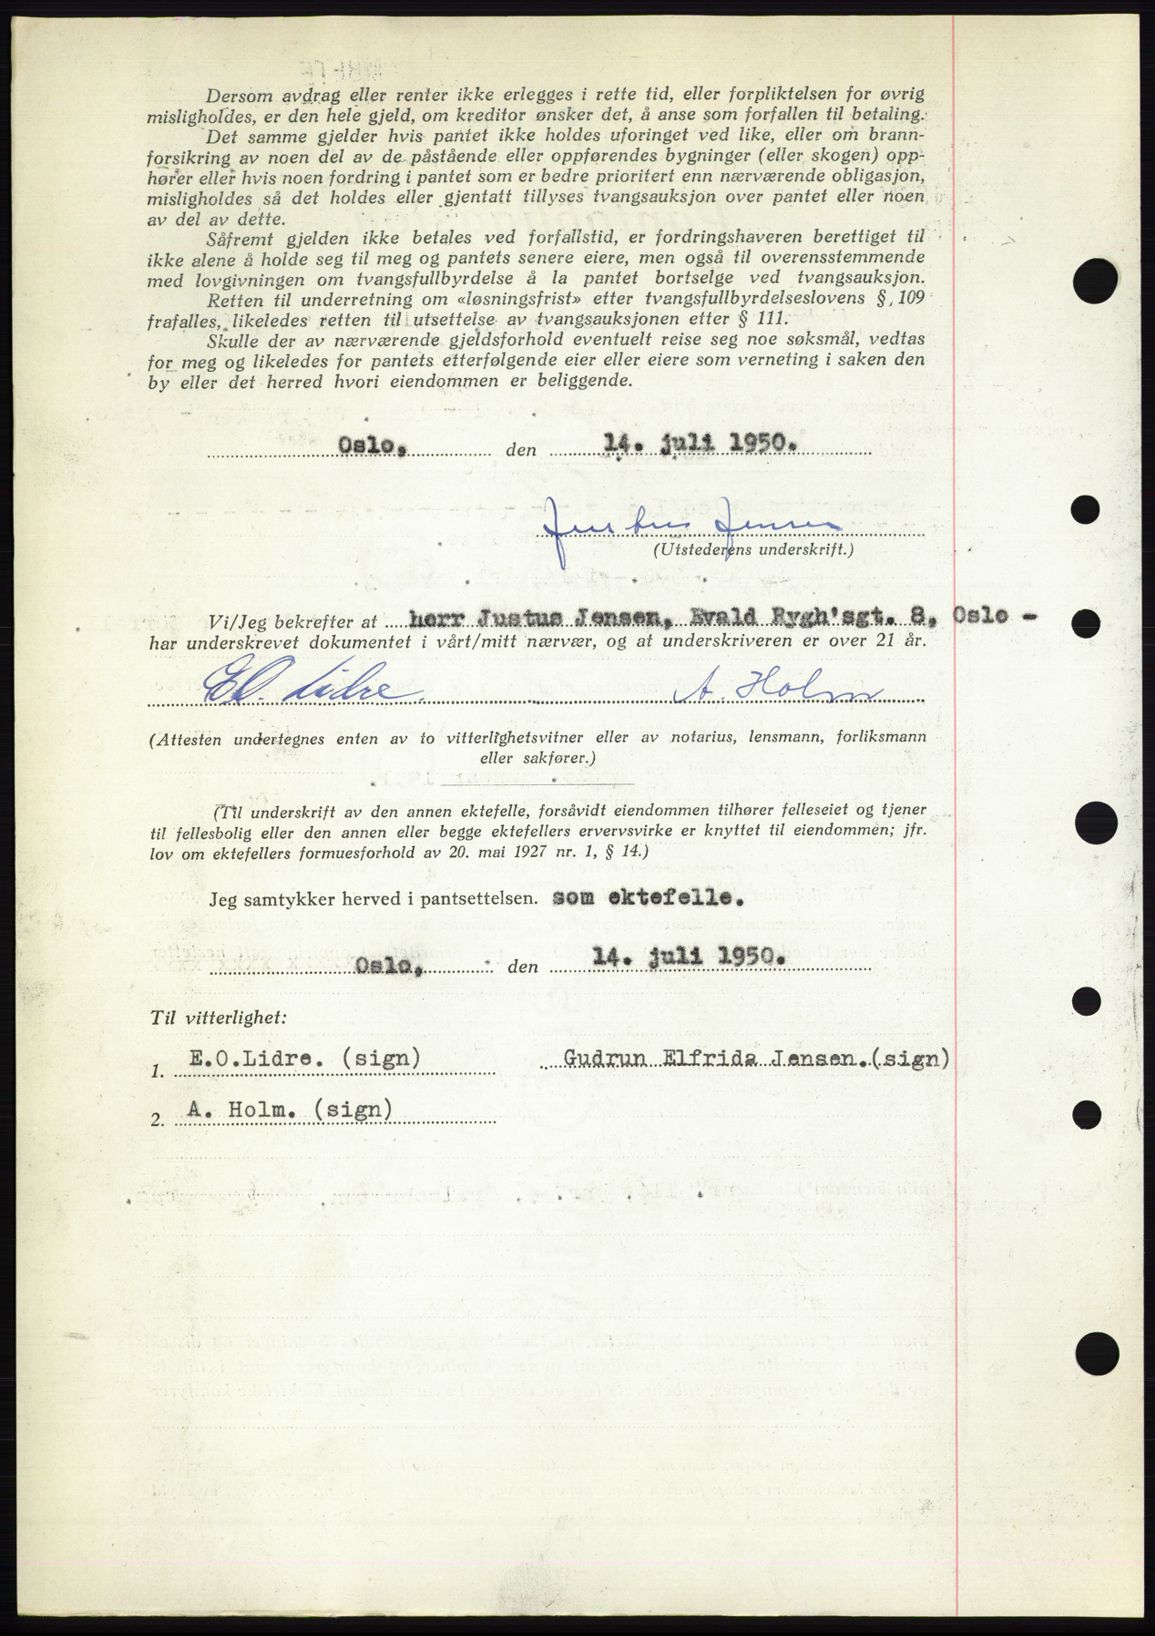 Dersom avdrag eller renter ikke erlegges i rette tid, eller forpliktelsen for øvrig
misligholdes, er den hele gjeld, om kreditor ønsker det, å anse som forfallen til betaling.
Det samme gjelder hvis pantet ikke holdes uforinget ved like, eller om brann-
forsikring av noen del av de påstående eller oppførendes bygninger (eller skogen) opp-
hører eller hvis noen fordring i pantet som er bedre prioritert enn nærværende obligasjon,
misligholdes så det holdes eller gjentatt tillyses tvangsauksjon over pantet eller noen
av del av dette.
Såfremt gjelden ikke betales ved forfallstid, er fordringshaveren berettiget til
ikke alene å holde seg til meg og pantets senere eiere, men også til overensstemmende
med lovgivningen om tvangsfullbyrdelse å la pantet bortselge ved tvangsauksjon.
Retten til underretning om «løsningsfrist» etter tvangsfullbyrdelseslovens § 109
frafalles, likeledes retten til utsettelse av tvangsauksjonen etter § 111.
Skulle der av nærværende gjeldsforhold eventuelt reise seg noe søksmål, vedtas
for meg og likeledes for pantets etterfølgende eier eller eiere som verneting i saken den
by eller det herred hvori eiendommen er beliggende.
Oslo, den 14. juli 1950.
Justus Jensen
(Utstederens underskrift.)
Vi/Jeg bekrefter at herr Justus Jensen, Evald Rygh'sgt. 8, Oslo -
har underskrevet dokumentet i vårt/mitt nærvær, og at underskriveren er over 21 år.
E.O. Lidre. A. Holm
(Attesten undertegnes enten av to vitterlighetsvitner eller av notarius, lensmann, forliksmann
eller sakfører.)
(Til underskrift av den annen ektefelle, forsåvidt eiendommen tilhører felleseiet og tjener
til fellesbolig eller den annen eller begge ektefellers ervervsvirke er knyttet til eiendommen; jfr.
lov om ektefellers formuesforhold av 20. mai 1927 nr. 1, § 14.)
Jeg samtykker herved i pantsettelsen. som ektefelle.
Oslo, den 14. juli 1950.
Til vitterlighet:
1. E.O.Lidre. (sign) Gudrun Elfrida Jensen.(sign)
2. A. Holm. (sign)